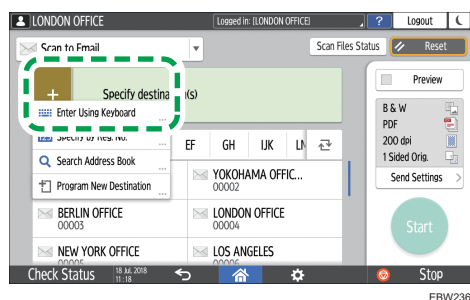 LONDON OFFICE
Logged in: [LONDON OFFICE]
?
Logout
Scan to Email
Scan Files Status
Reset
+
Specify destina
n(s)
Preview
Enter Using Keyboard
...
B & W
PDF
200 dpi
1 Sided Orig.
Specify by Reg. No.
...
EF
GH
IJK
Search Address Book
...
YOKOHAMA OFFIC...
00002
Send Settings
Program New Destination
...
BERLIN OFFICE
00003
LONDON OFFICE
00004
Start
NEW YORK OFFICE
00005
LOS ANGELES
00006
Check Status
18 Jul. 2018
11 : 18
Stop
EBW236